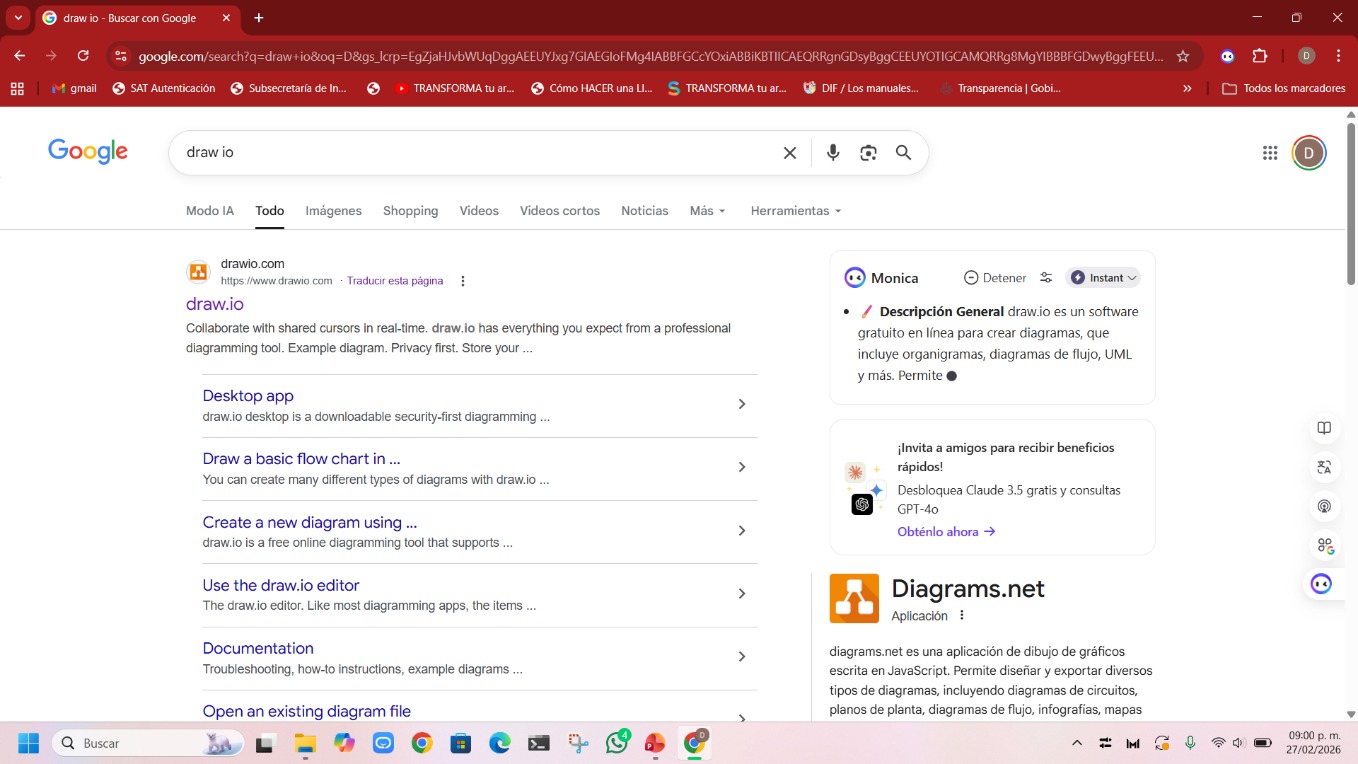 draw io - Buscar con Google
google.com/search?q=draw+io&oq=D&gs_lcrp=EgZjaHJvbWUqDggAEEUYJxg7GIAEGIoFMg4IABBFGCcYOxiABBiKBTIICAEQRRgnGDsyBggCEEUYOTIGCAMQRRg8MgYIBBBFGDwyBggFEEU...
D
gmail
SAT Autenticación
Subsecretaría de In...
TRANSFORMA tu ar...
Cómo HACER una LI...
TRANSFORMA tu ar...
DIF / Los manuales...
Transparencia | Gobi...
»
Todos los marcadores
Google
draw io
D
Modo IA
Todo
Imágenes
Shopping
Videos
Videos cortos
Noticias
Más
Herramientas
drawio.com
https://www.drawio.com · Traducir esta página
draw.io
Collaborate with shared cursors in real-time. draw.io has everything you expect from a professional
diagramming tool. Example diagram. Privacy first. Store your ...
Desktop app
draw.io desktop is a downloadable security-first diagramming ...
Draw a basic flow chart in ...
You can create many different types of diagrams with draw.io ...
Create a new diagram using ...
draw.io is a free online diagramming tool that supports ...
Use the draw.io editor
The draw.io editor. Like most diagramming apps, the items ...
Documentation
Troubleshooting, how-to instructions, example diagrams ...
Open an existing diagram file
Monica
Detener
Instant
• Descripción General draw.io es un software
gratuito en línea para crear diagramas, que
incluye organigramas, diagramas de flujo, UML
y más. Permite
¡Invita a amigos para recibir beneficios
rápidos!
Desbloquea Claude 3.5 gratis y consultas
GPT-4o
Obténlo ahora →
Diagrams.net
Aplicación
diagrams.net es una aplicación de dibujo de gráficos
escrita en JavaScript. Permite diseñar y exportar diversos
tipos de diagramas, incluyendo diagramas de circuitos,
planos de planta, diagramas de flujo, infografías, mapas
Buscar
4
D
09:00 p. m.
27/02/2026